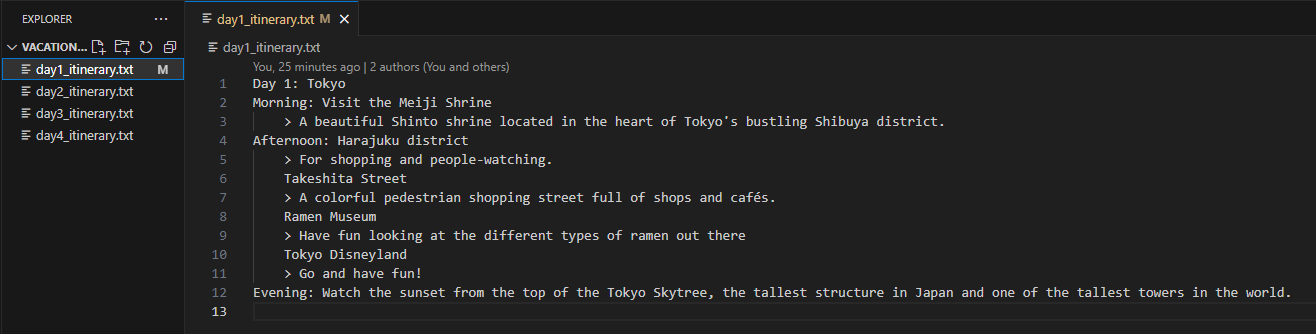 EXPLORER ···
day1_itinerary.txt M ×
VACATION...
day1_itinerary.txt M
day2_itinerary.txt
day3_itinerary.txt
day4_itinerary.txt
day1_itinerary.txt
You, 25 minutes ago | 2 authors (You and others)
1 Day 1: Tokyo
2 Morning: Visit the Meiji Shrine
3 > A beautiful Shinto shrine located in the heart of Tokyo's bustling Shibuya district.
4 Afternoon: Harajuku district
5 > For shopping and people-watching.
6 Takeshita Street
7 > A colorful pedestrian shopping street full of shops and cafés.
8 Ramen Museum
9 > Have fun looking at the different types of ramen out there
10 Tokyo Disneyland
11 > Go and have fun!
12 Evening: Watch the sunset from the top of the Tokyo Skytree, the tallest structure in Japan and one of the tallest towers in the world.
13